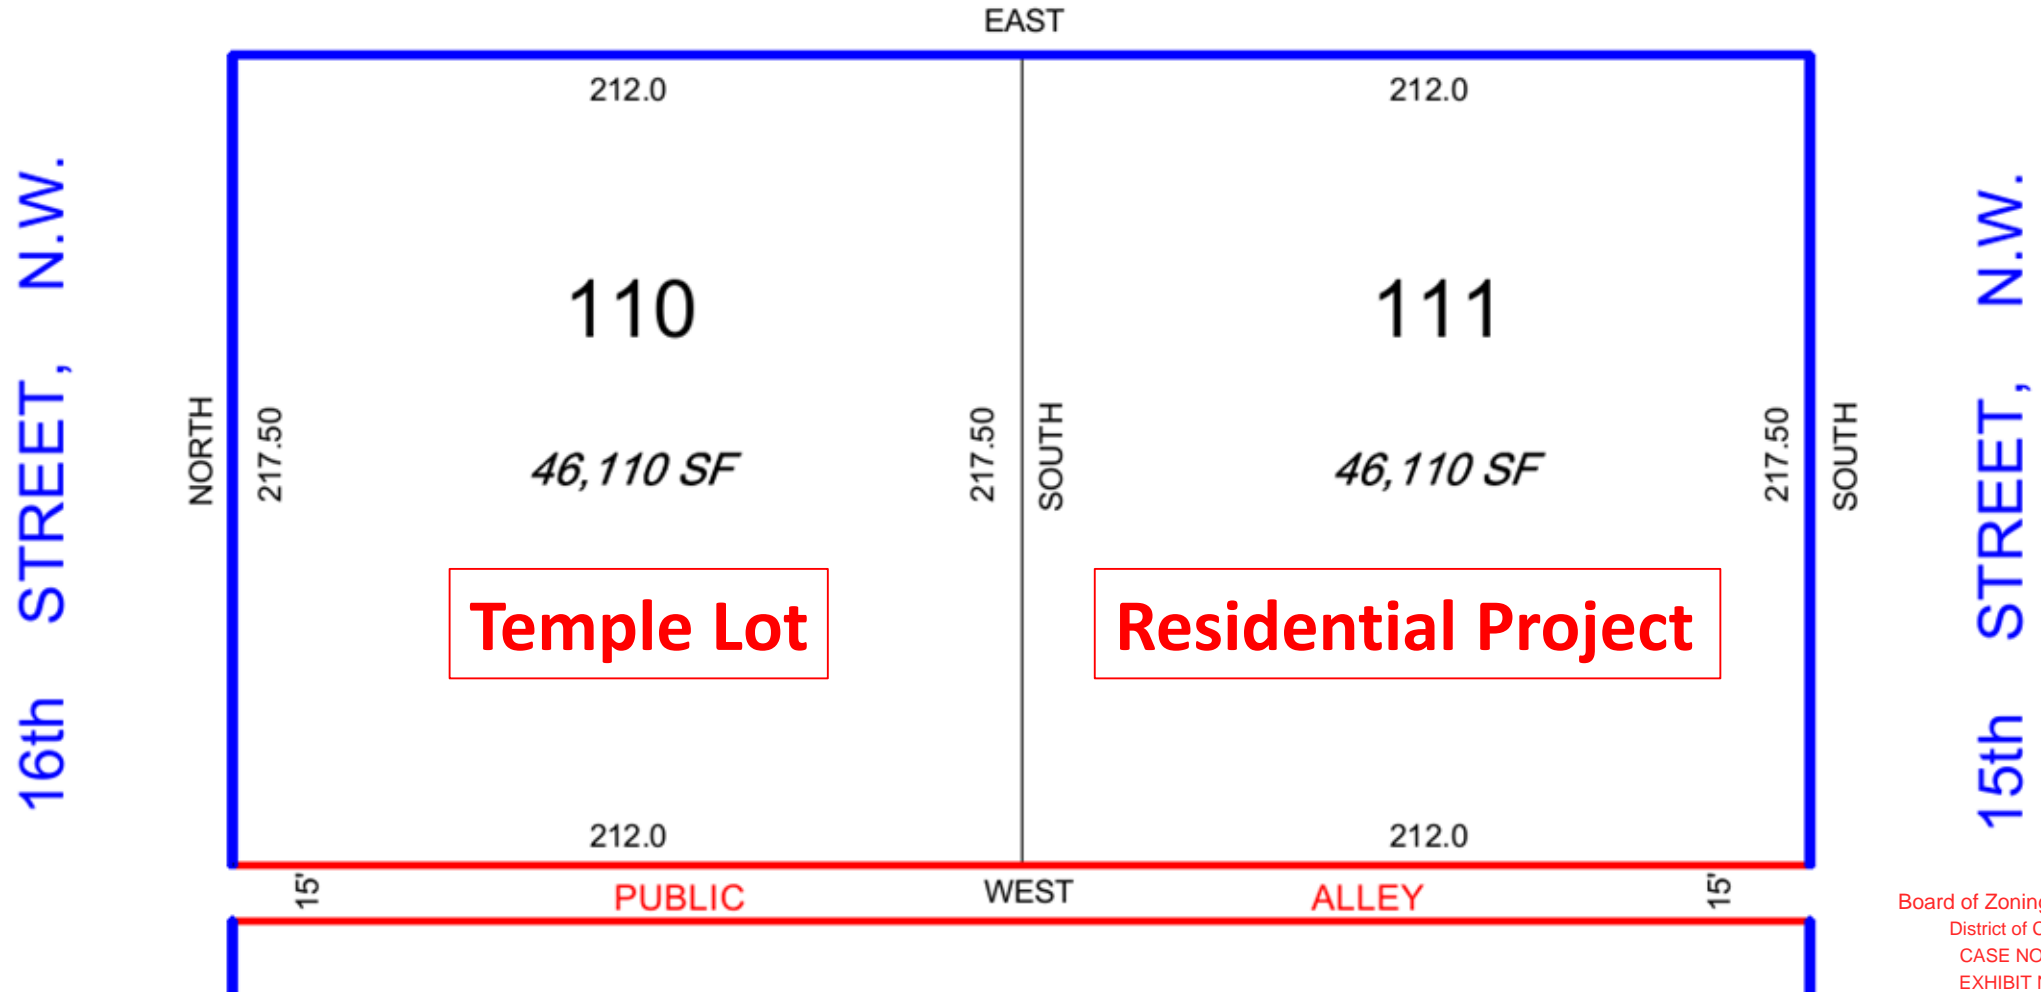 EAST
212.0
212.0
16th STREET, N.W.
15th STREET, N.W.
110
111
NORTH
217.50
217.50
SOUTH
217.50
SOUTH
46,110 SF
46,110 SF
Temple Lot
Residential Project
212.0
212.0
15'
PUBLIC
WEST
ALLEY
15'
Board of Zoning
District of
CASE NO
EXHIBIT